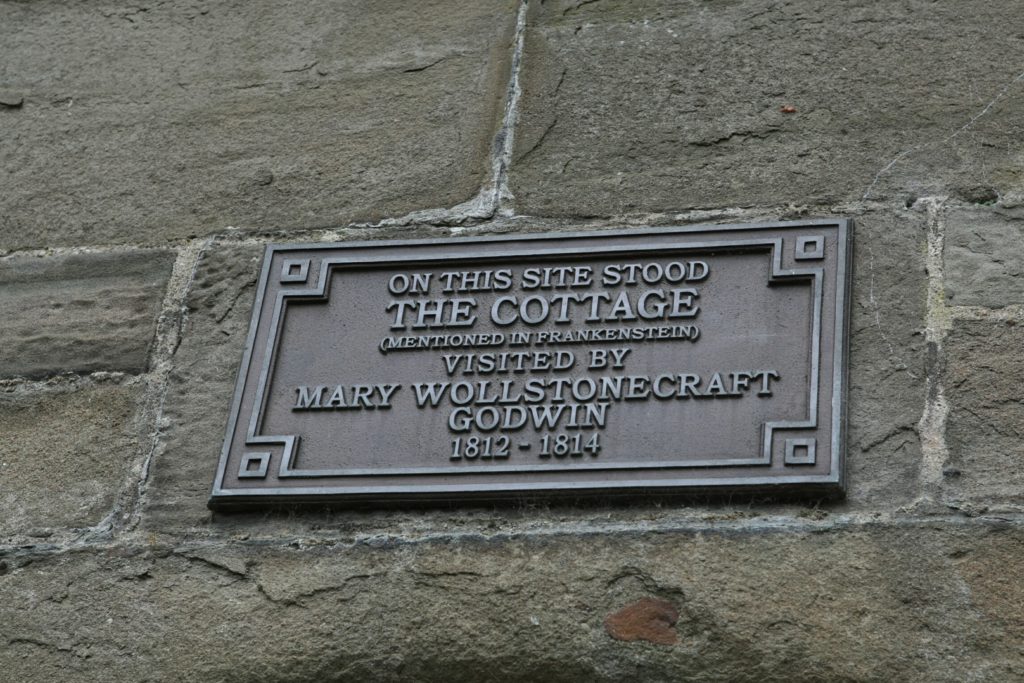 ON THIS SITE STOOD
THE COTTAGE
(MENTIONED IN FRANKENSTEIN)
VISITED BY
MARY WOLLSTONECRAFT
GODWIN
1812 - 1814